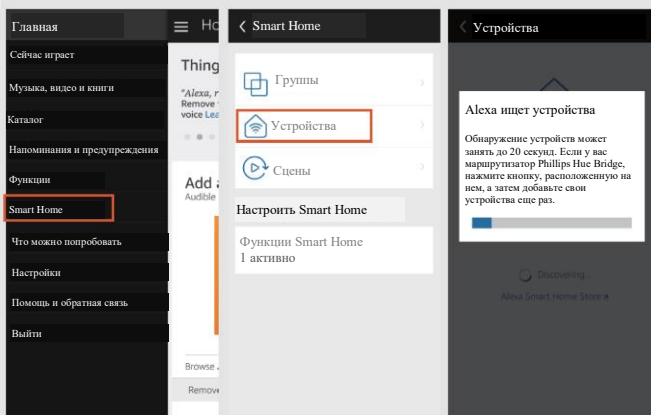 Главная
Сейчас играет
Музыка, видео и книги
Каталог
Напоминания и предупреждения
Функции
Smart Home
Что можно попробовать
Настройки
Помощь и обратная связь
Выйти
Thing
"Alexa, r
Remove
voice Lea
Add
Audible
Browse
Remove
Smart Home
Группы
Устройства
Сцены
Настроить Smart Home
Функции Smart Home
1 активно
Устройства
Alexa ищет устройства
Обнаружение устройств может
занять до 20 секунд. Если у вас
маршрутизатор Phillips Hue Bridge,
нажмите кнопку, расположенную на
нем, а затем добавьте свои
устройства еще раз.
Discovering...
Alexa Smart Home Store